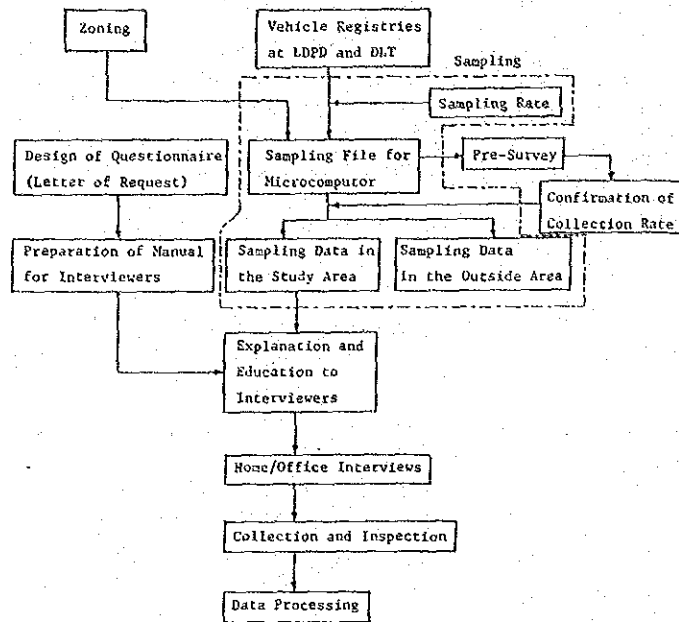 Zoning
Vehicle Registries
at LDPD and DLT
Sampling
Sampling Rate
Design of Questionnaire
(Letter of Request)
Sampling File for
Microcomputor
Pre-Survey
Confirmation of
Collection Rate
Preparation of Manual
for Interviewers
Sampling Data in
the Study Area
Sampling Data
in the Outside Area
Explanation and
Education to
Interviewers
Home/Office Interviews
Collection and Inspection
Data Processing